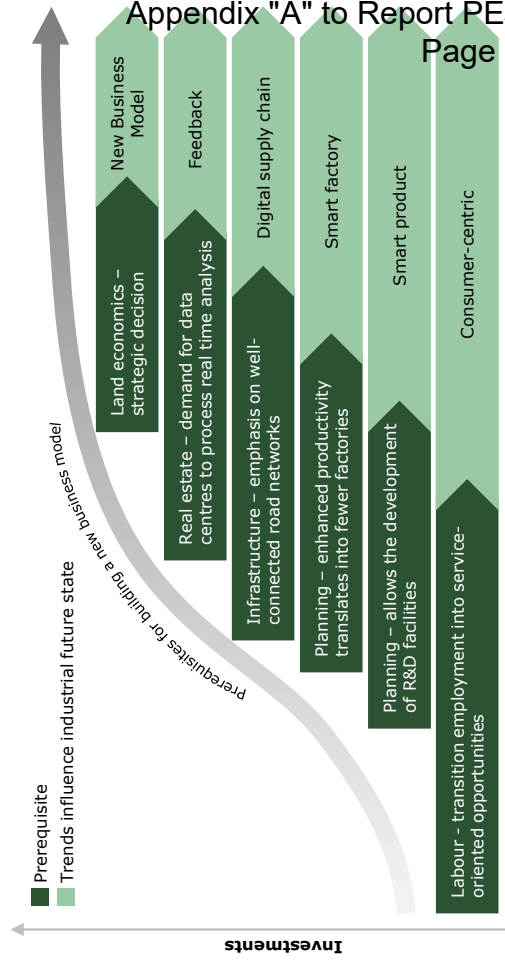 Appendix "A" to Report PE
Page
Prerequisite
Trends influence industrial future state
Prerequisites for building a new business model
Investments
New Business
Model
Land economics –
strategic decision
Feedback
Real estate – demand for data
centres to process real time analysis
Digital supply chain
Infrastructure – emphasis on well-
connected road networks
Smart factory
Planning – enhanced productivity
translates into fewer factories
Smart product
Planning – allows the development
of R&D facilities
Consumer-centric
Labour - transition employment into service-
oriented opportunities